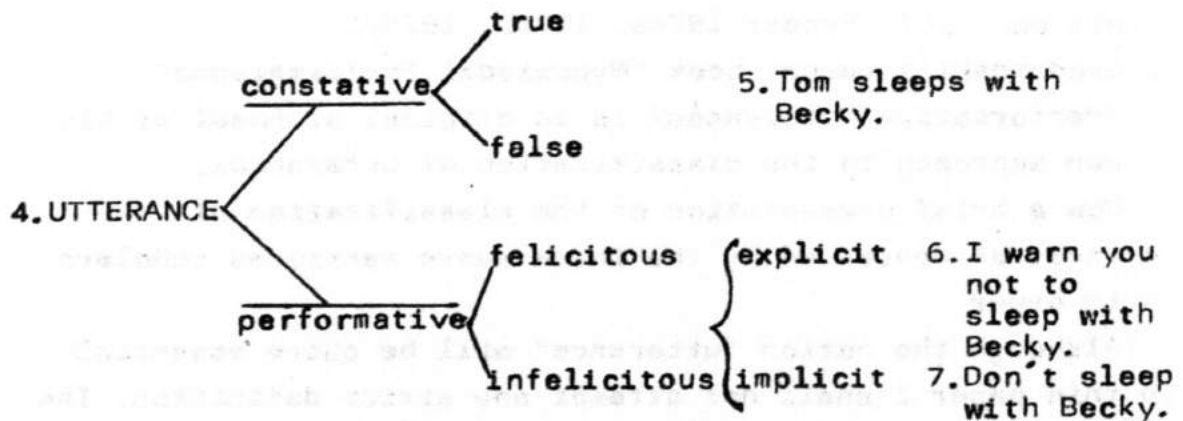 true
constative
5.Tom sleeps with
Becky.
false
4.UTTERANCE
felicitous
explicit
6.I warn you
not to
sleep with
Becky.
performative
infelicitous
implicit
7.Don't sleep
with Becky.